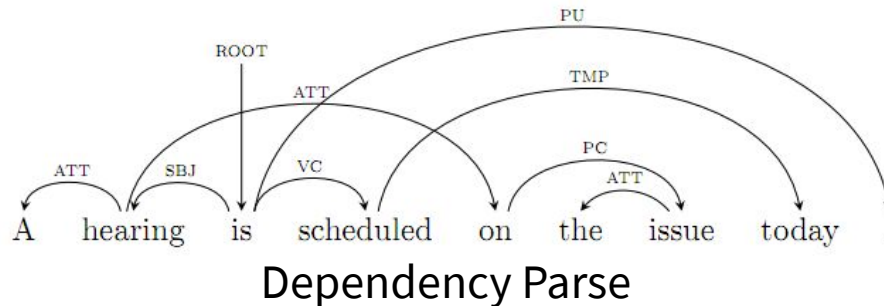 PU
ROOT
TMP
ATT
PC
ATT SBJ VC ATT
A hearing is scheduled on the issue today
Dependency Parse